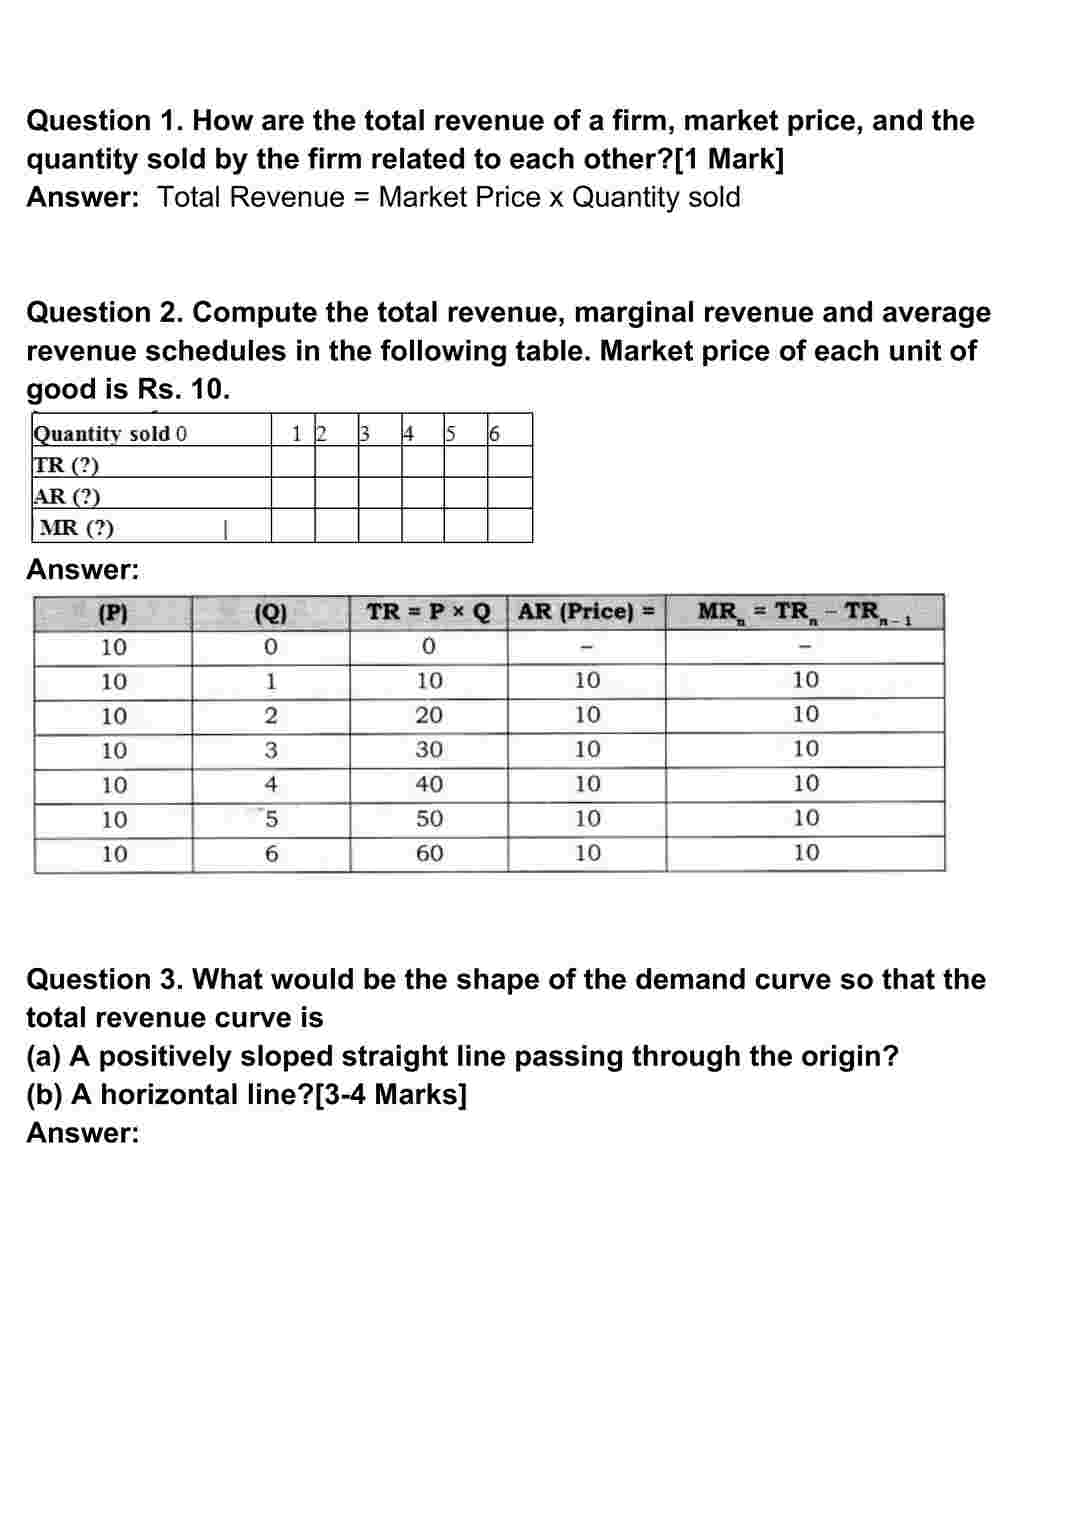 Question 1. How are the total revenue of a firm, market price, and the
quantity sold by the firm related to each other?[1 Mark]
Answer: Total Revenue = Market Price x Quantity sold
Question 2. Compute the total revenue, marginal revenue and average
revenue schedules in the following table. Market price of each unit of
good is Rs. 10.
Quantity sold 0 1 2 3 4 5 6
TR (?)
AR (?)
MR (?)
Answer:
(P) (Q) TR = P × Q AR (Price) = MRn = TRn – TRn – 1
10 0 0 – –
10 1 10 10 10
10 2 20 10 10
10 3 30 10 10
10 4 40 10 10
10 5 50 10 10
10 6 60 10 10
Question 3. What would be the shape of the demand curve so that the
total revenue curve is
(a) A positively sloped straight line passing through the origin?
(b) A horizontal line?[3-4 Marks]
Answer: